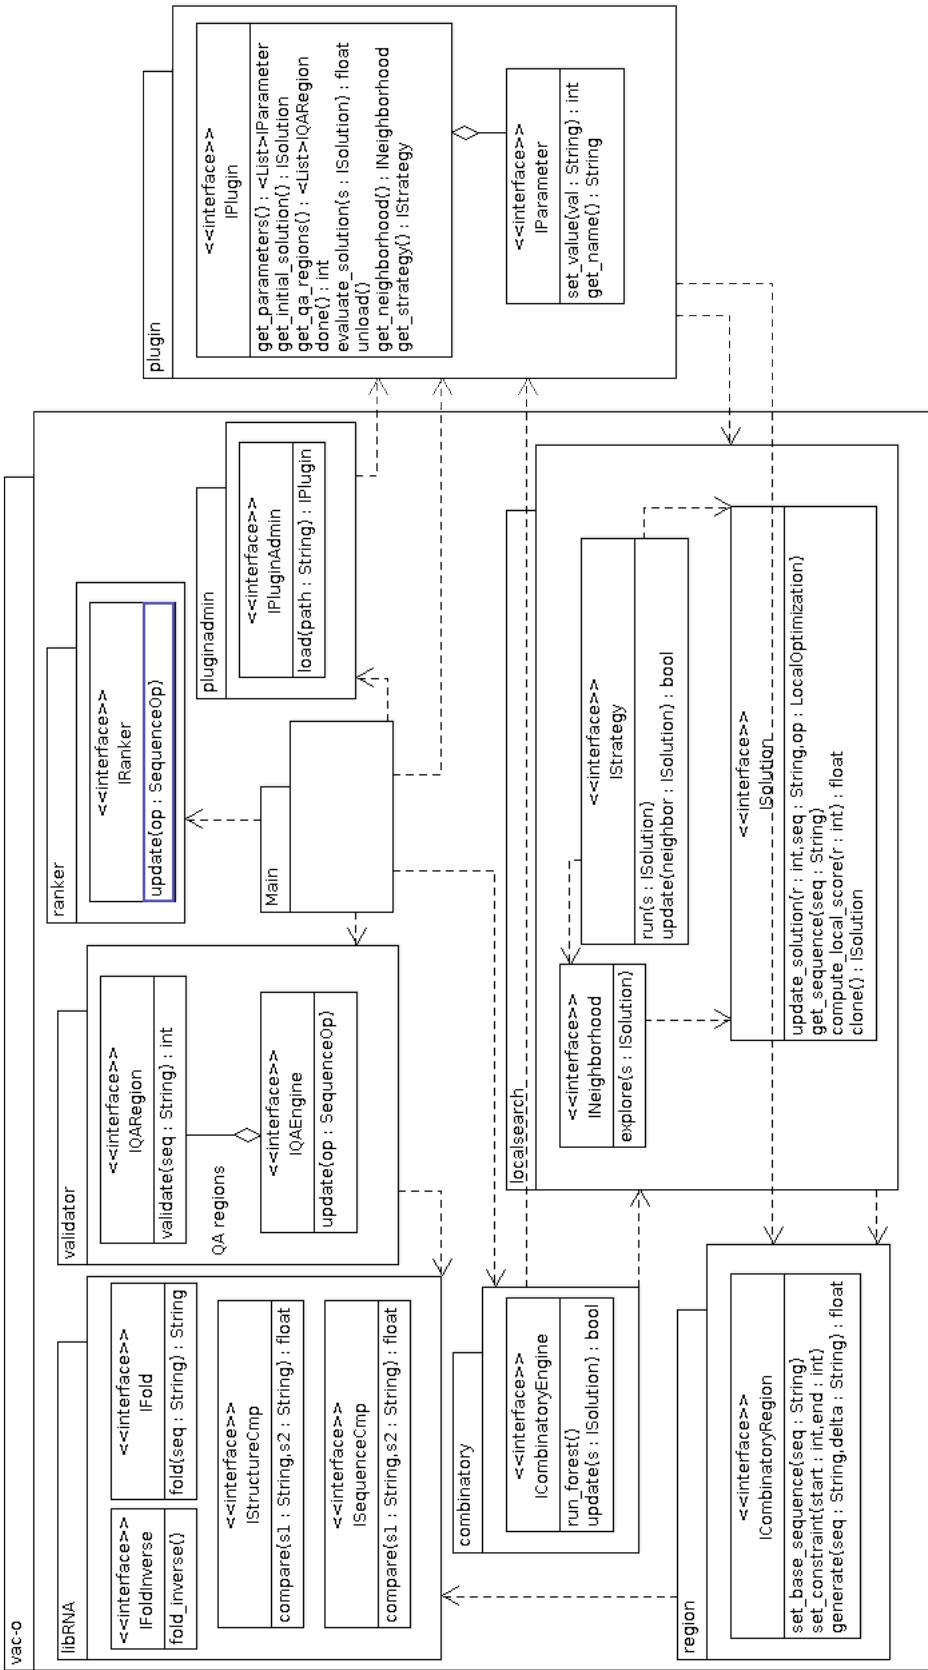 vac-o
libRNA
<<interface>>
IFoldInverse
fold_inverse()
<<interface>>
IFold
fold(seq : String) : String
<<interface>>
IStructureCmp
compare(s1 : String,s2 : String) : float
<<interface>>
ISequenceCmp
compare(s1 : String,s2 : String) : float
validator
<<interface>>
IQARegion
validate(seq : String) : int
QA regions
<<interface>>
IQAEngine
update(op : SequenceOp)
ranker
<<interface>>
IRanker
update(op : SequenceOp)
Main
pluginadmin
<<interface>>
IPluginAdmin
load(path : String) : IPlugin
plugin
<<interface>>
IPlugin
get_parameters() : <List>IParameter
get_initial_solution() : ISolution
get_qa_regions() : <List>IQARegion
done() : int
evaluate_solution(s : ISolution) : float
unload()
get_neighborhood() : INeighborhood
get_strategy() : IStrategy
<<interface>>
IParameter
set_value(val : String) : int
get_name() : String
combinatory
<<interface>>
ICombinatoryEngine
run_forest()
update(s : ISolution) : bool
localsearch
<<interface>>
INeighborhood
explore(s : ISolution)
<<interface>>
IStrategy
run(s : ISolution)
update(neighbor : ISolution) : bool
<<interface>>
ISolution
update_solution(r : int,seq : String,op : LocalOptimization)
get_sequence(seq : String)
compute_local_score(r : int) : float
clone() : ISolution
region
<<interface>>
ICombinatoryRegion
set_base_sequence(seq : String)
set_constraint(start : int,end : int)
generate(seq : String,delta : String) : float